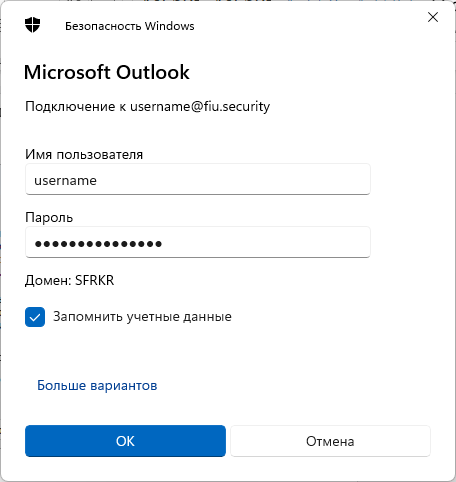 Безопасность Windows
Microsoft Outlook
Подключение к username@fiu.security
Имя пользователя
username
Пароль
●●●●●●●●●●●●●●●
Домен: SFRKR
Запомнить учетные данные
Больше вариантов
ОК
Отмена